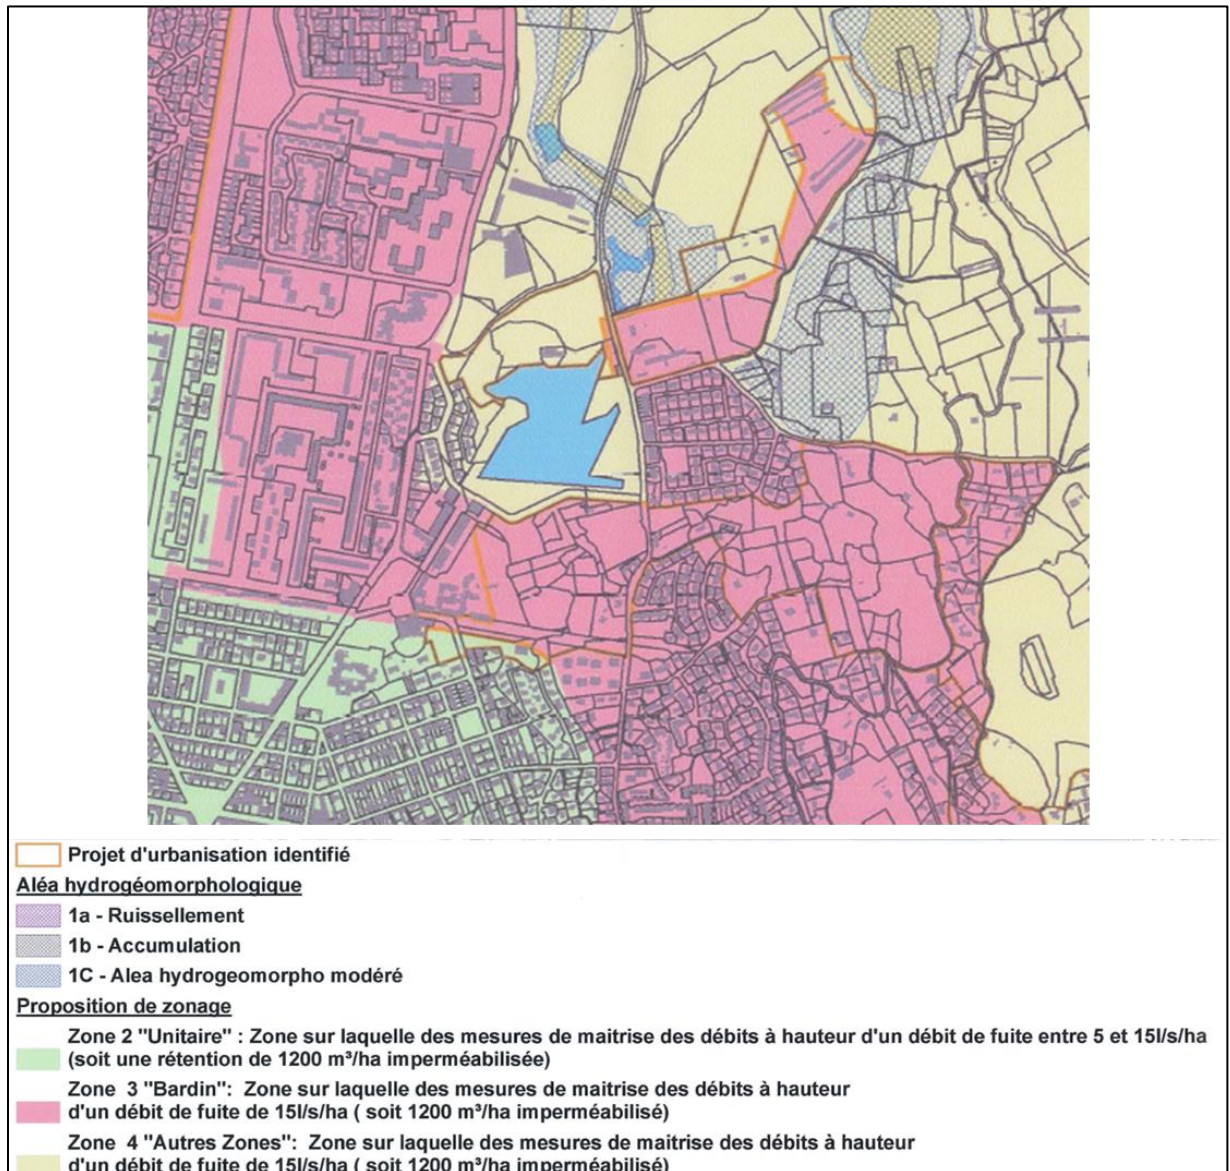 Projet d'urbanisation identifié
Aléa hydrogéomorphologique
1a - Ruissellement
1b - Accumulation
1C - Alea hydrogeomorpho modéré
Proposition de zonage
Zone 2 "Unitaire" : Zone sur laquelle des mesures de maitrise des débits à hauteur d'un débit de fuite entre 5 et 15l/s/ha
(soit une rétention de 1200 m³/ha imperméabilisée)
Zone 3 "Bardin": Zone sur laquelle des mesures de maitrise des débits à hauteur
d'un débit de fuite de 15l/s/ha ( soit 1200 m³/ha imperméabilisé)
Zone 4 "Autres Zones": Zone sur laquelle des mesures de maitrise des débits à hauteur
d'un débit de fuite de 15l/s/ha ( soit 1200 m³/ha imperméabilisé)